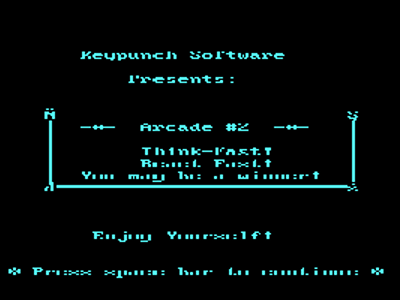 Keypunch Software
Presents:
Arcade #2
Think-Fast!
React Fast!
You may be a winner!
Enjoy Yourself!
* Press space bar to continue *